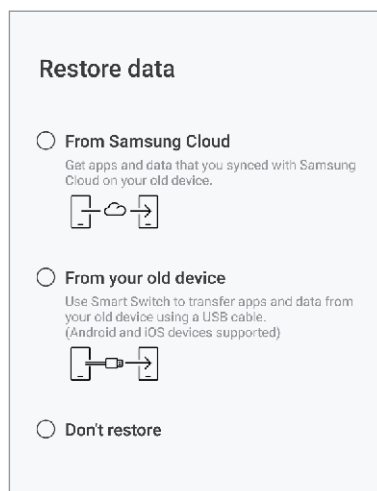 Restore data
From Samsung Cloud
Get apps and data that you synced with Samsung
Cloud on your old device.
From your old device
Use Smart Switch to transfer apps and data from
your old device using a USB cable.
(Android and iOS devices supported)
Don't restore